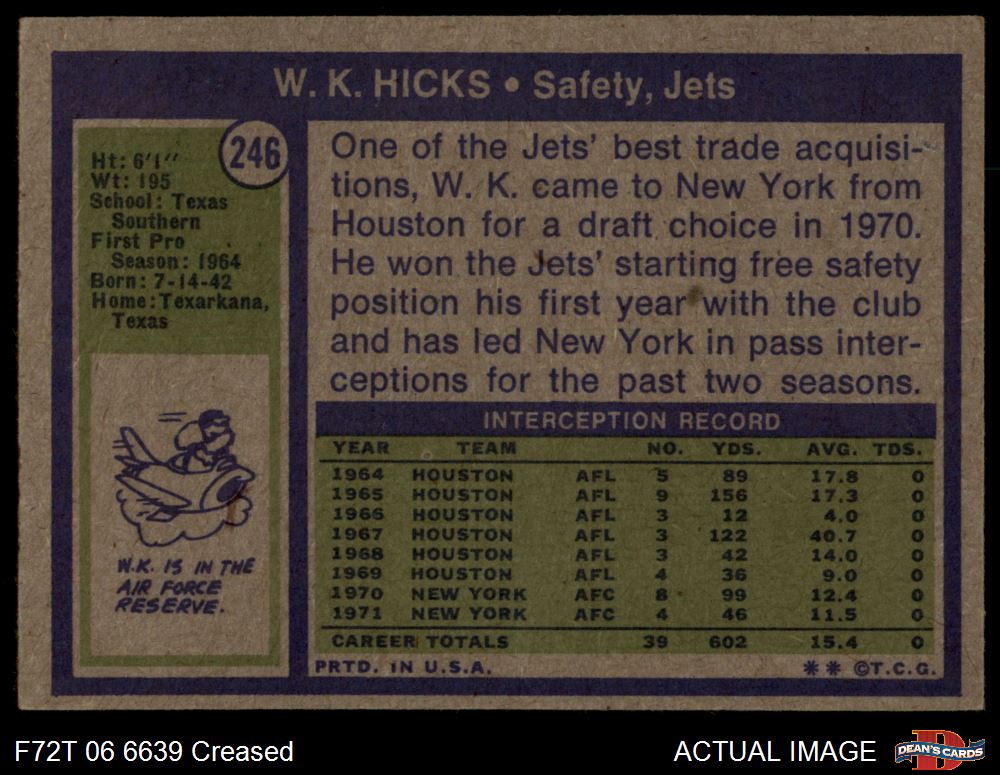 W. K. HICKS • Safety, Jets
246
Ht: 6'1"
Wt: 195
School: Texas
Southern
First Pro
Season: 1964
Born: 7-14-42
Home: Texarkana,
Texas
W.K. IS IN THE
AIR FORCE
RESERVE.
One of the Jets' best trade acquisi-
tions, W. K. came to New York from
Houston for a draft choice in 1970.
He won the Jets' starting free safety
position his first year with the club
and has led New York in pass inter-
ceptions for the past two seasons.
INTERCEPTION RECORD
YEAR TEAM NO. YDS. AVG. TDS.
1964 HOUSTON AFL 5 89 17.8 0
1965 HOUSTON AFL 9 156 17.3 0
1966 HOUSTON AFL 3 12 4.0 0
1967 HOUSTON AFL 3 122 40.7 0
1968 HOUSTON AFL 3 42 14.0 0
1969 HOUSTON AFL 4 36 9.0 0
1970 NEW YORK AFC 8 99 12.4 0
1971 NEW YORK AFC 4 46 11.5 0
CAREER TOTALS 39 602 15.4 0
PRTD. IN U.S.A. ** ©T.C.G.
F72T 06 6639 Creased
ACTUAL IMAGE
D
DEAN'S CARDS